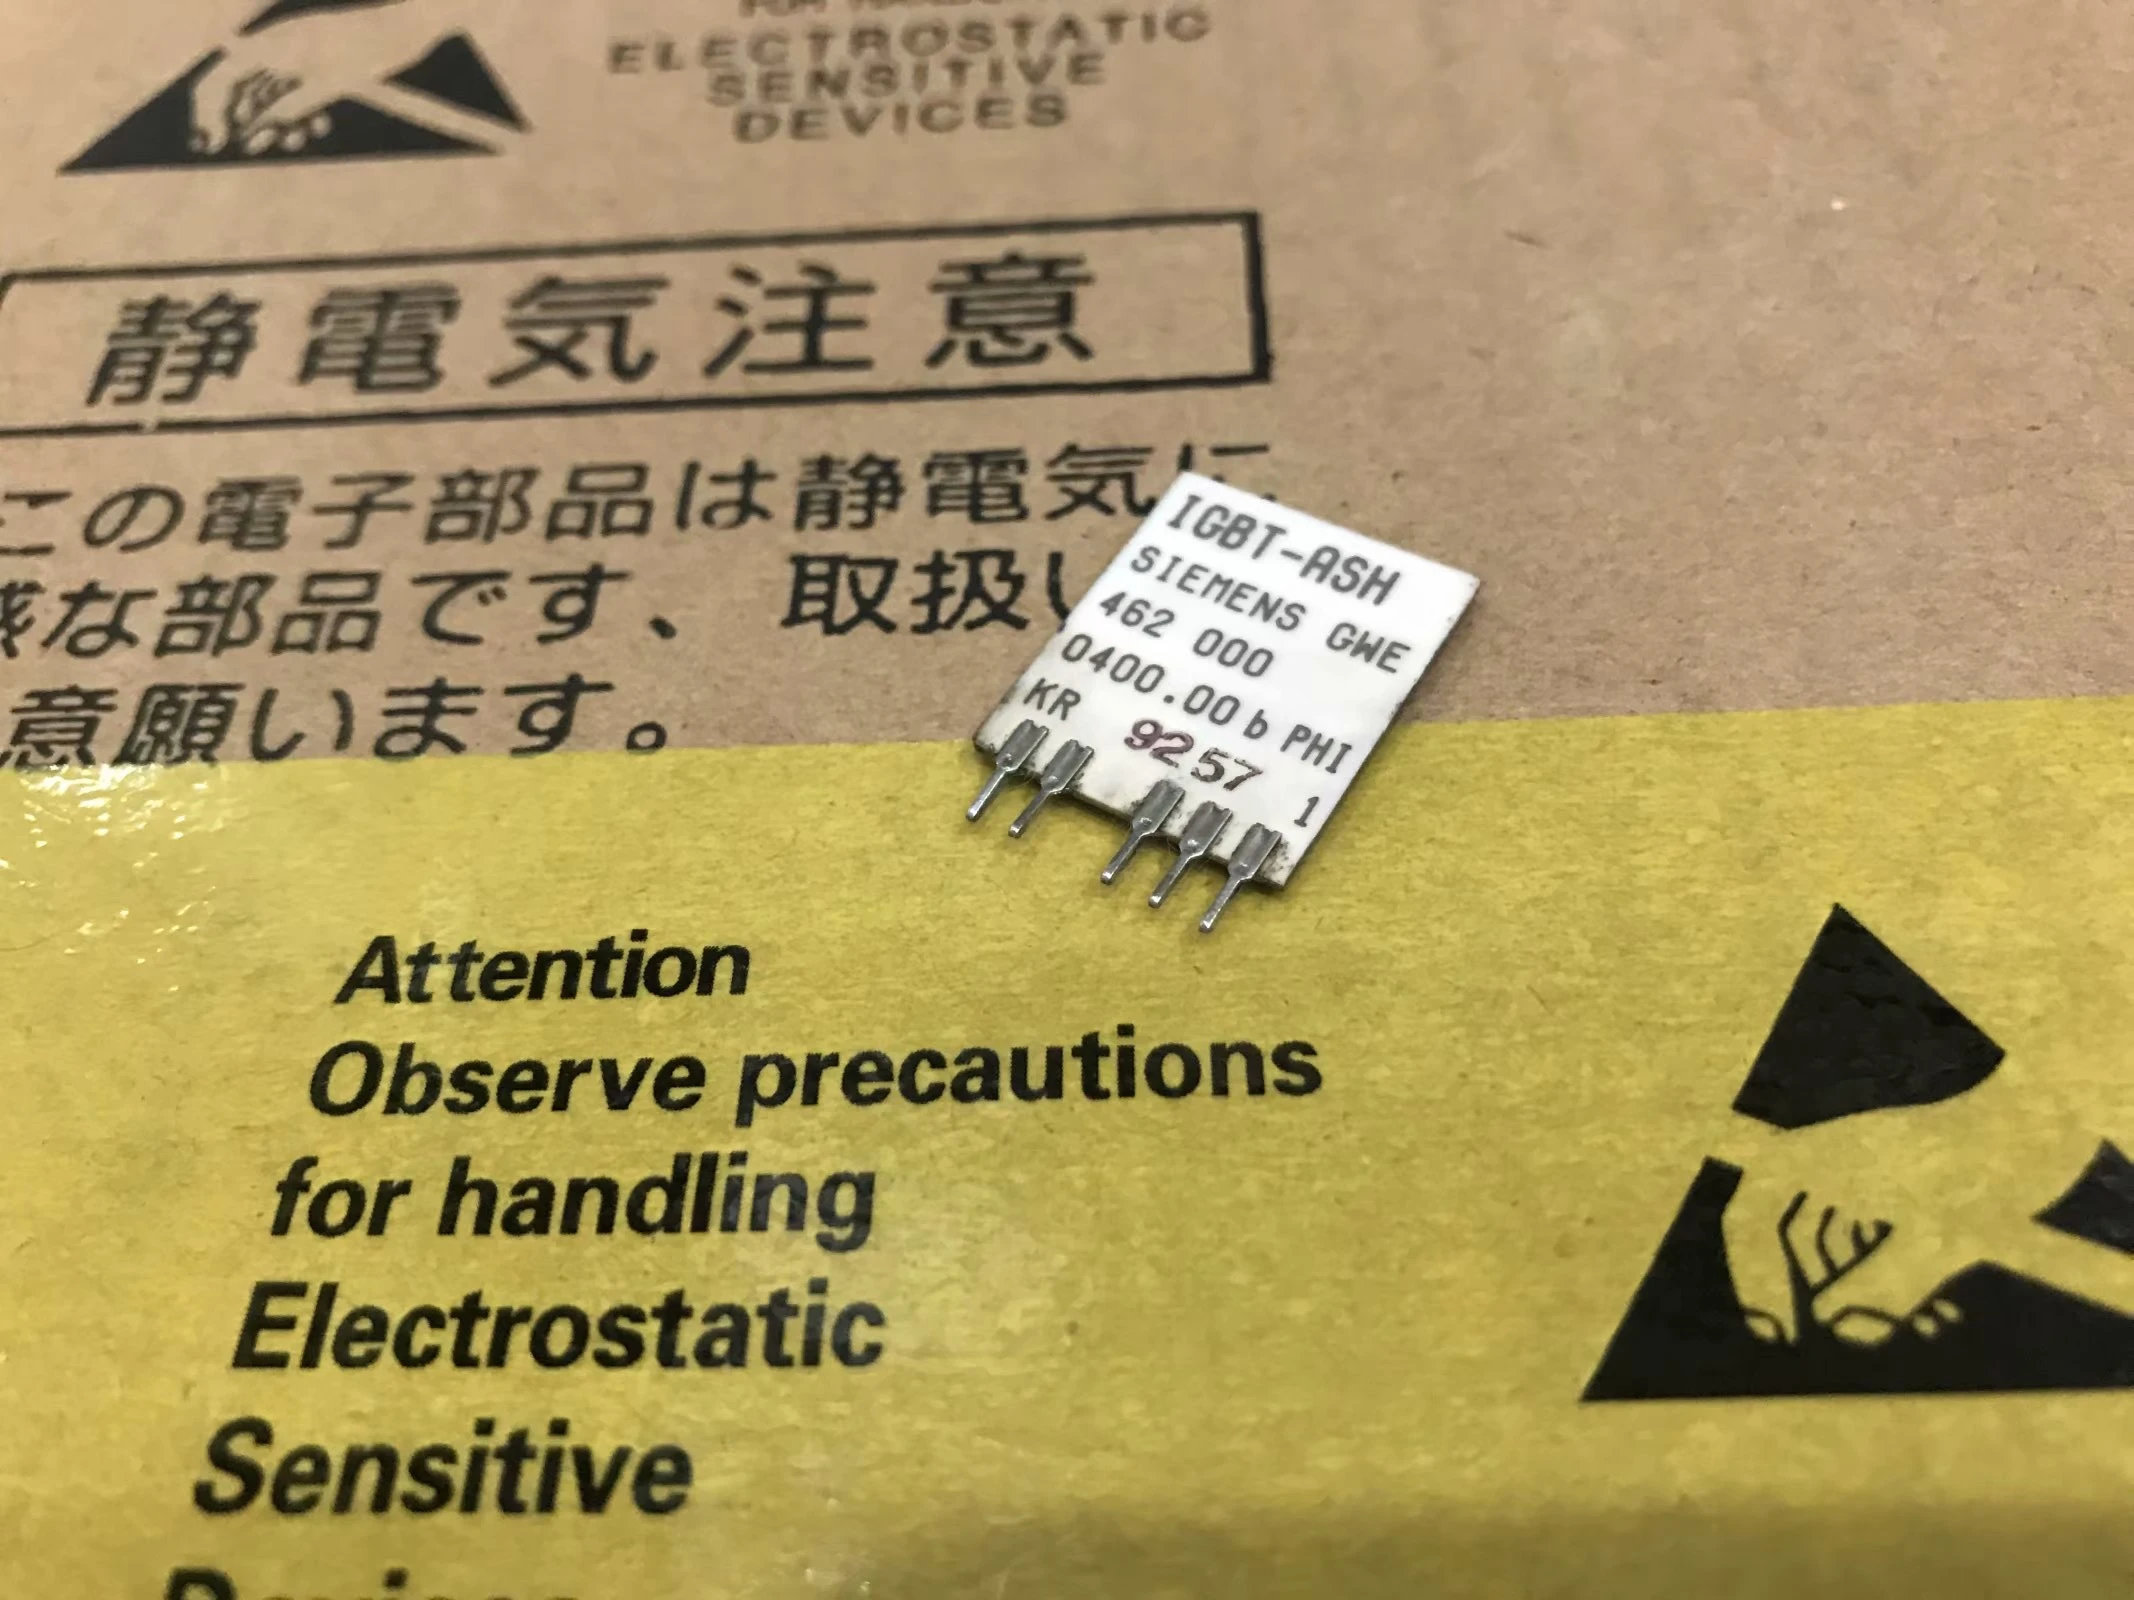 ELECTROSTATIC
SENSITIVE
DEVICES
静電気注意
この電子部品は静電気に
な部品です、取扱い
意願います。
IGBT-ASH
SIEMENS GWE
462 000
0400.00 b PHI
KR 9257 1
Attention
Observe precautions
for handling
Electrostatic
Sensitive